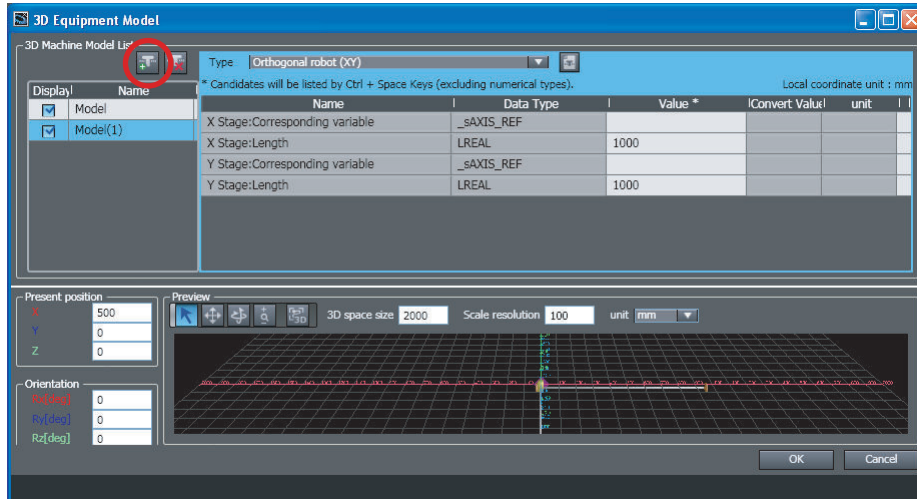 3D Equipment Model
3D Machine Model List
Type Orthogonal robot (XY)
* Candidates will be listed by Ctrl + Space Keys (excluding numerical types). Local coordinate unit : mm
Display Name
Name Data Type Value * Convert Value unit
Model
Model(1)
X Stage:Corresponding variable _sAXIS_REF
X Stage:Length LREAL 1000
Y Stage:Corresponding variable _sAXIS_REF
Y Stage:Length LREAL 1000
Present position
X 500
Y 0
Z 0
Orientation
Rx[deg] 0
Ry[deg] 0
Rz[deg] 0
Preview
3D space size 2000 Scale resolution 100 unit mm
OK Cancel